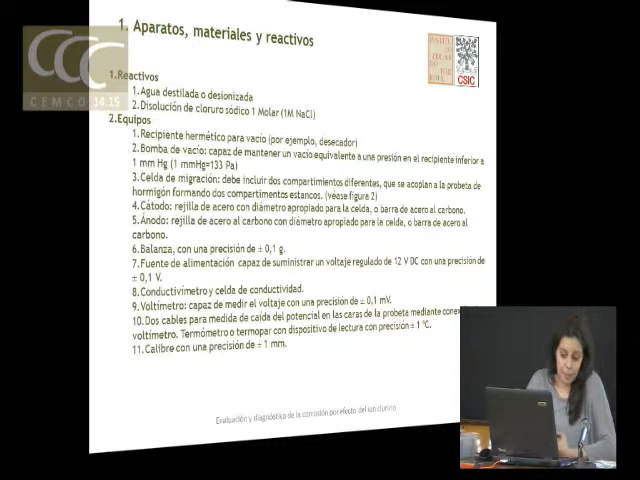 1. Aparatos, materiales y reactivos
CCC
CEMCO 14.15
CSIC
1.Reactivos
1.Agua destilada o desionizada
2.Disolución de cloruro sódico 1 Molar (1M NaCl)
2.Equipos
1.Recipiente hermético para vacío (por ejemplo, desecador)
2.Bomba de vacío: capaz de mantener un vacío equivalente a una presión en el recipiente inferior a
1 mm Hg (1 mmHg=133 Pa)
3.Celda de migración: debe incluir dos compartimientos diferentes, que se acoplan a la probeta de
hormigón formando dos compartimentos estancos. (véase figura 2)
4.Cátodo: rejilla de acero con diámetro apropiado para la celda, o barra de acero al carbono.
5.Ánodo: rejilla de acero al carbono con diámetro apropiado para la celda, o barra de acero al
carbono.
6.Balanza, con una precisión de ± 0,1 g.
7.Fuente de alimentación capaz de suministrar un voltaje regulado de 12 V DC con una precisión de
± 0,1 V.
8.Conductivímetro y celda de conductividad.
9.Voltímetro: capaz de medir el voltaje con una precisión de ± 0,1 mV.
10.Dos cables para medida de caída del potencial en las caras de la probeta mediante
voltímetro. Termómetro o termopar con dispositivo de lectura con precisión ± 1 °C.
11.Calibre con una precisión de ± 1 mm.
Evaluación y diagnóstico de la corrosión por efecto del ion cloruro